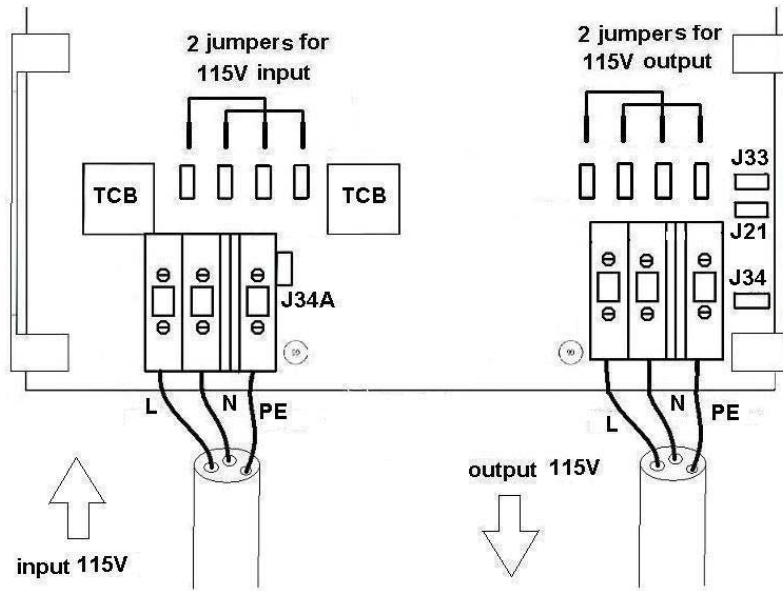 2 jumpers for
115V input
2 jumpers for
115V output
TCB
TCB
J33
J21
J34A
J34
L
N
PE
L
N
PE
input 115V
output 115V